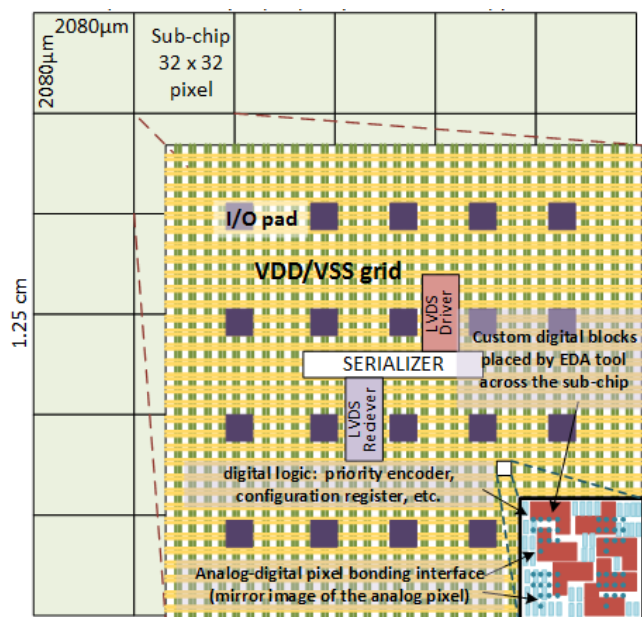 2080µm
2080µm
Sub-chip
32 x 32
pixel
1.25 cm
I/O pad
VDD/VSS grid
LVDS
Driver
SERIALIZER
LVDS
Reciever
Custom digital blocks
placed by EDA tool
across the sub-chip
digital logic: priority encoder,
configuration register, etc.
Analog-digital pixel bonding interface
(mirror image of the analog pixel)